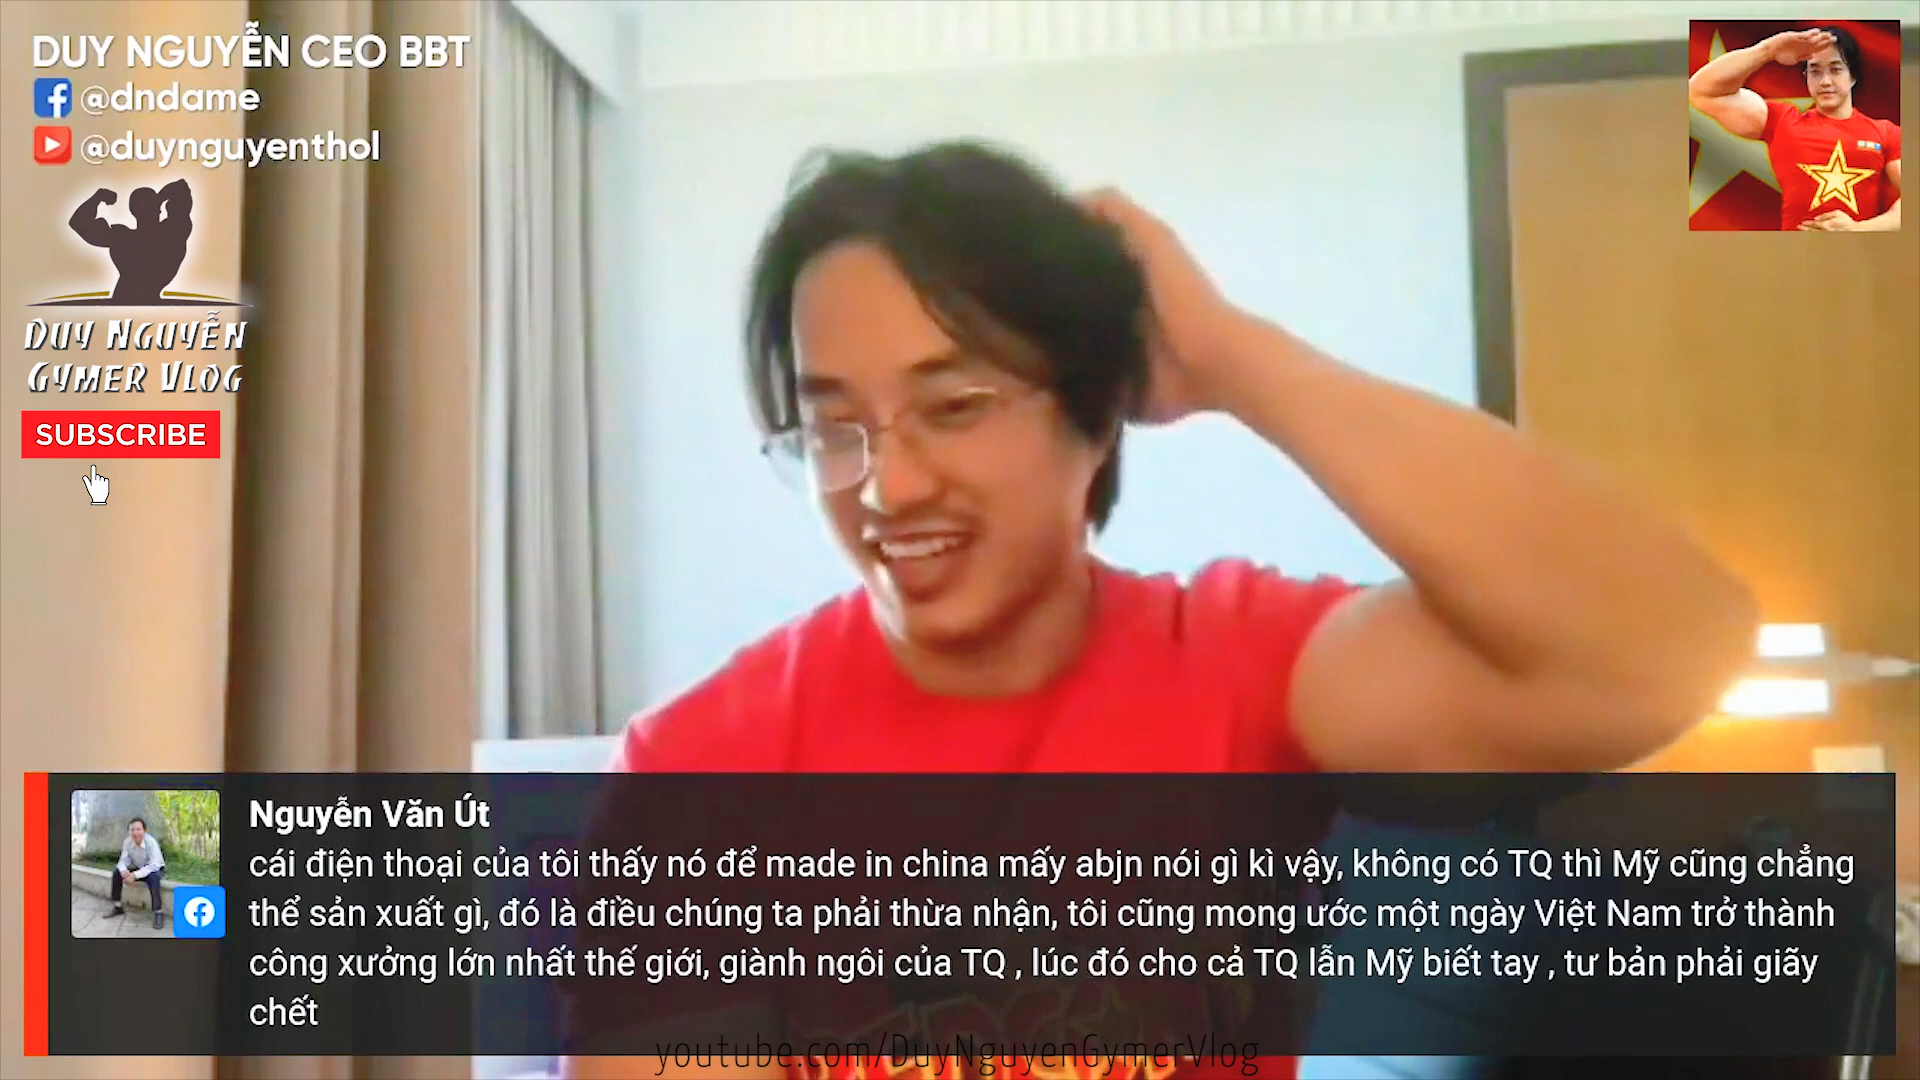 DUY NGUYỄN CEO BBT
@dndame
@duynguyenthol
DUY NGUYỄN
GYMER VLOG
SUBSCRIBE
Nguyễn Văn Út
cái điện thoại của tôi thấy nó để made in china mấy abjn nói gì kì vậy, không có TQ thì Mỹ cũng chẳng
thể sản xuất gì, đó là điều chúng ta phải thừa nhận, tôi cũng mong ước một ngày Việt Nam trở thành
công xưởng lớn nhất thế giới, giành ngôi của TQ , lúc đó cho cả TQ lẫn Mỹ biết tay , tư bản phải giãy
chết
youtube.com/DuyNguyenGymerVlog